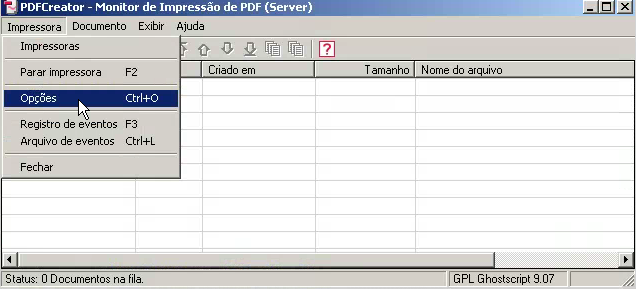 PDFCreator - Monitor de Impressão de PDF (Server)
Impressora Documento Exibir Ajuda
Impressoras
Parar impressora F2
Criado em Tamanho Nome do arquivo
Opções Ctrl+O
Registro de eventos F3
Arquivo de eventos Ctrl+L
Fechar
Status: 0 Documentos na fila. GPL Ghostscript 9.07